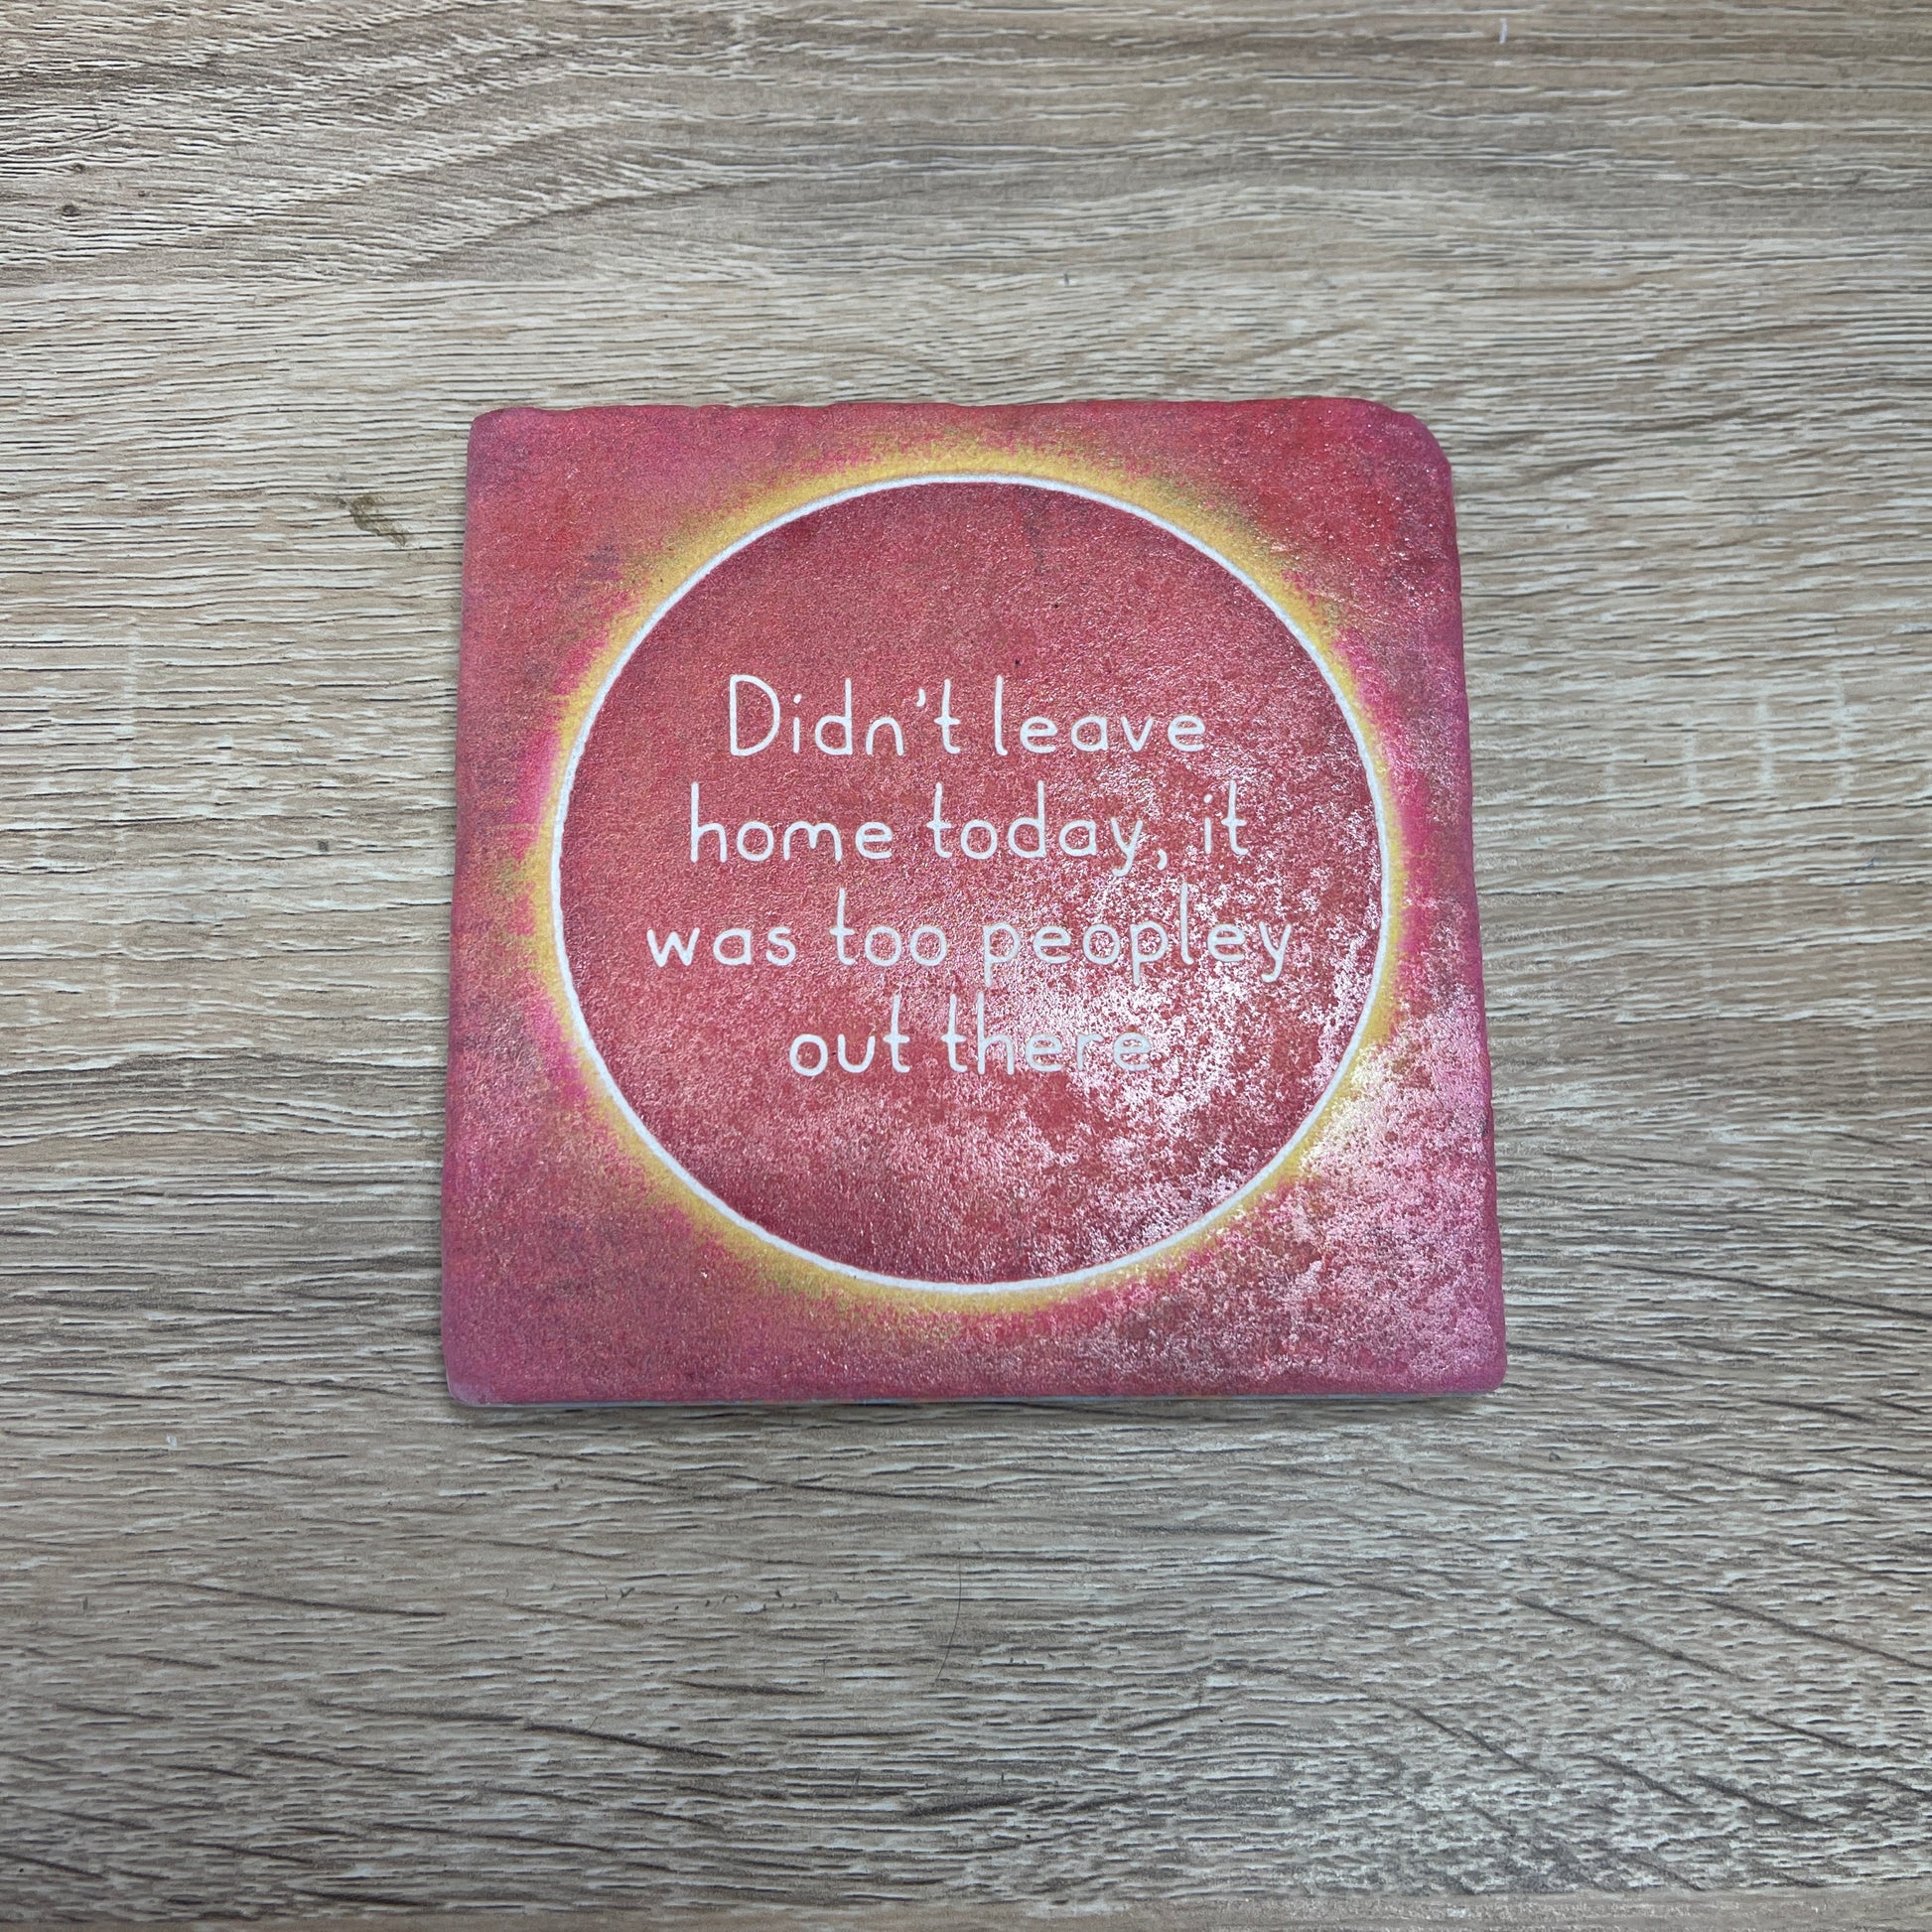 Didn't leave
home today, it
was too peopley
out there